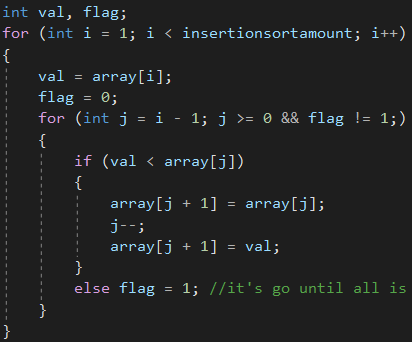 int val, flag;
for (int i = 1; i < insertionsortamount; i++)
{
    val = array[i];
    flag = 0;
    for (int j = i - 1; j >= 0 && flag != 1;)
    {
        if (val < array[j])
        {
            array[j + 1] = array[j];
            j--;
            array[j + 1] = val;
        }
        else flag = 1; //it's go until all is
    }
}